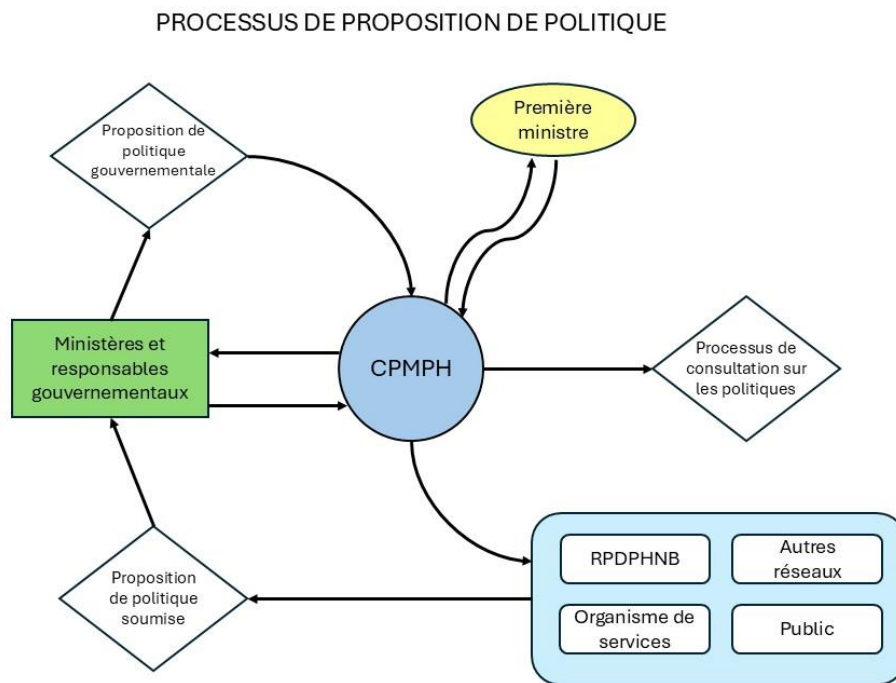 PROCESSUS DE PROPOSITION DE POLITIQUE
Proposition de
politique
gouvernementale
Première
ministre
Ministères et
responsables
gouvernementaux
CPMPH
Processus de
consultation sur
les politiques
Proposition
de politique
soumise
RPDPHNB
Autres
réseaux
Organisme de
services
Public